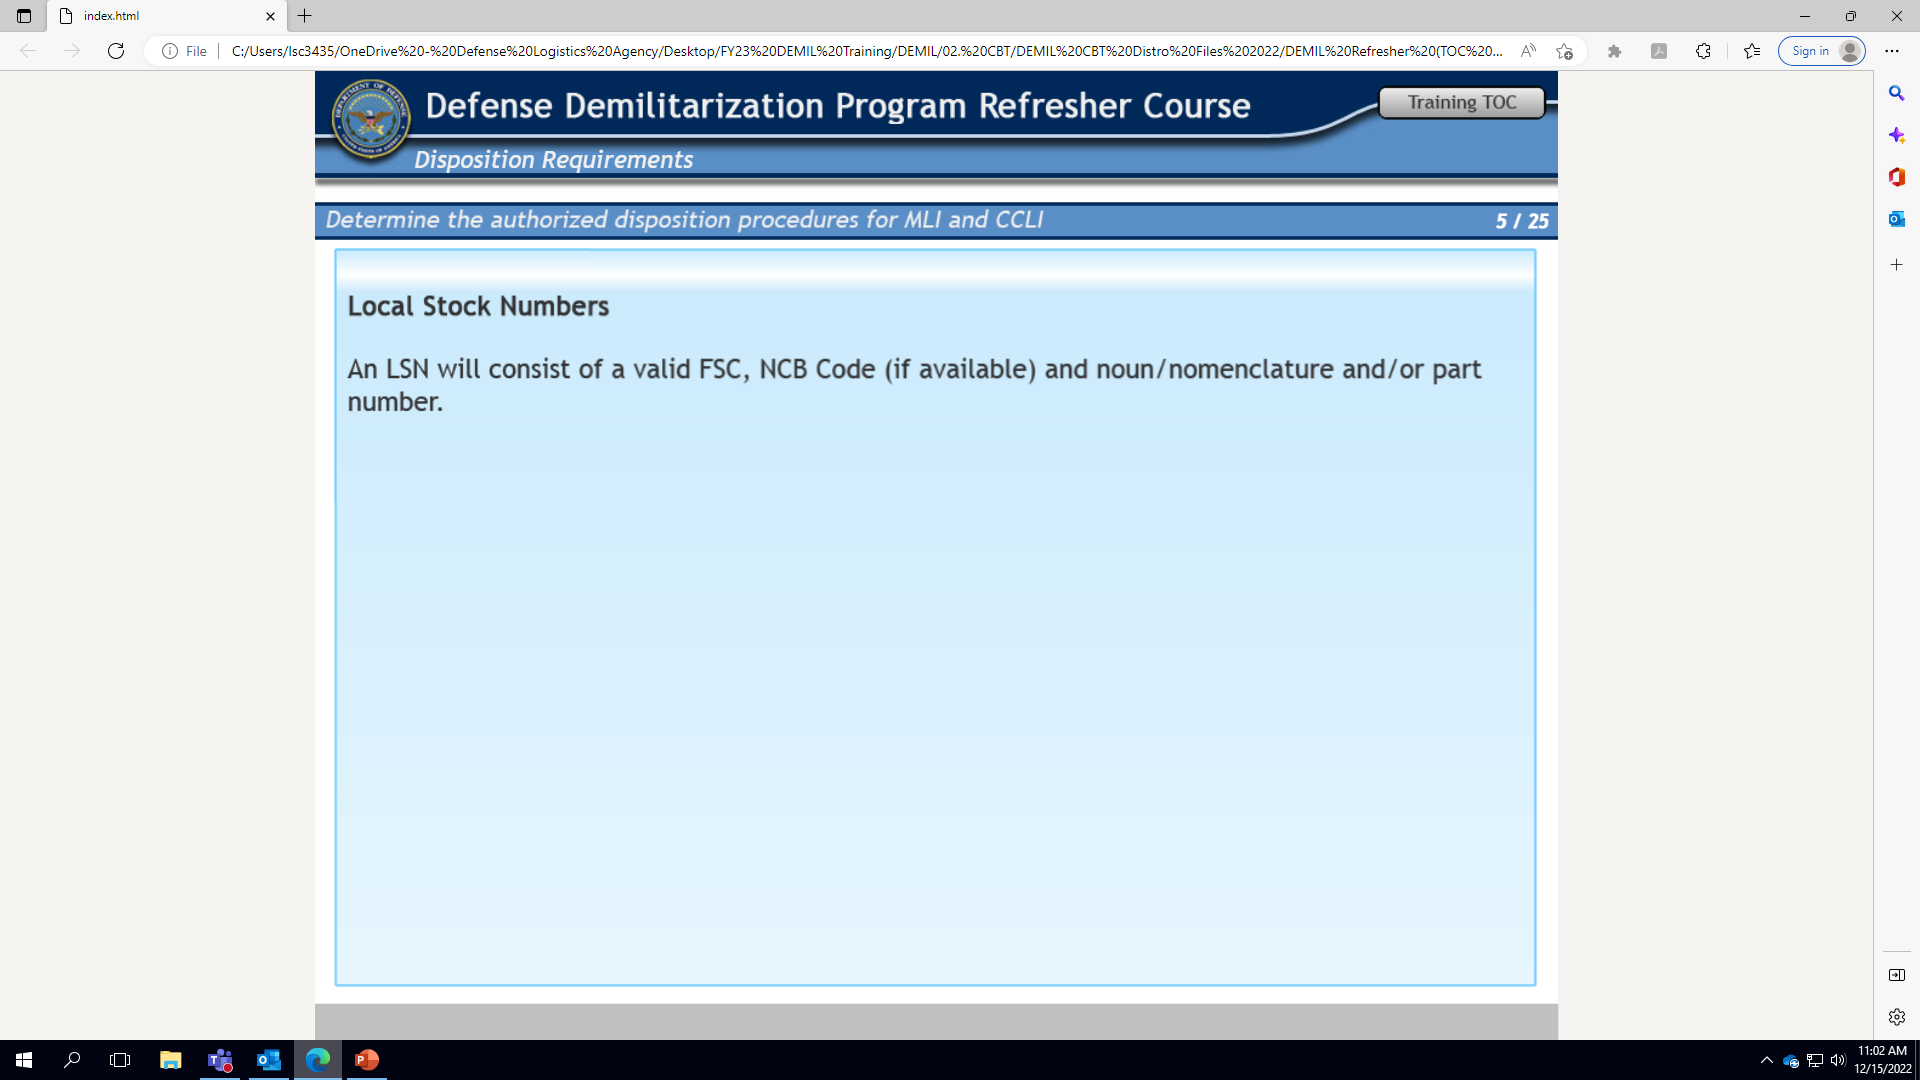 index.html
File
C:/Users/lsc3435/OneDrive%20-%20Defense%20Logistics%20Agency/Desktop/FY23%20DEMIL%20Training/DEMIL/02.%20CBT/DEMIL%20CBT%20Distro%20Files%202022/DEMIL%20Refresher%20(TOC%20...
Sign in
Defense Demilitarization Program Refresher Course
Training TOC
Disposition Requirements
Determine the authorized disposition procedures for MLI and CCLI
5 / 25
Local Stock Numbers
An LSN will consist of a valid FSC, NCB Code (if available) and noun/nomenclature and/or part
number.
11:02 AM
12/15/2022